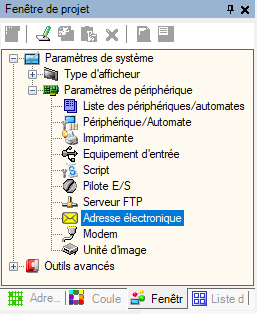 Fenêtre de projet
Paramètres de système
Type d'afficheur
Paramètres de périphérique
Liste des périphériques/automates
Périphérique/Automate
Imprimante
Equipement d'entrée
Script
Pilote E/S
Serveur FTP
Adresse électronique
Modem
Unité d'image
Outils avancés
Adre... Coule Fenêtr Liste d